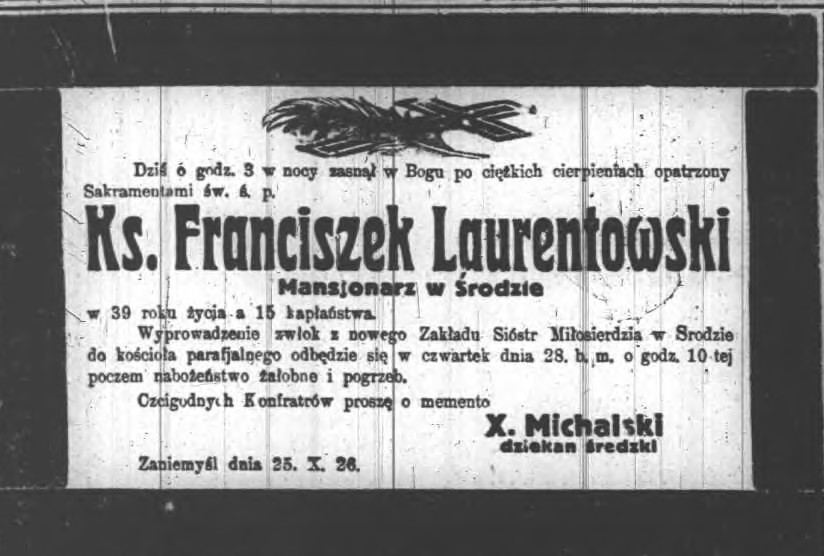 Dziś o godz. 3 w nocy zasnął w Bogu po ciężkich cierpieniach opatrzony
Sakramentami św. ś. p.
Ks. Franciszek Laurentowski
Mansjonarz w Środzie
w 39 roku życia a 15 kapłaństwa.
Wyprowadzenie zwłok z nowego Zakładu Sióstr Miłosierdzia w Środzie
do kościoła parafjalnego odbędzie się w czwartek dnia 28. b. m. o godz. 10 tej
poczem nabożeństwo żałobne i pogrzeb.
Czcigodnych Konfratrów proszę o memento
X. Michalski
dziekan średzki
Zaniemyśl dnia 25. X. 26.